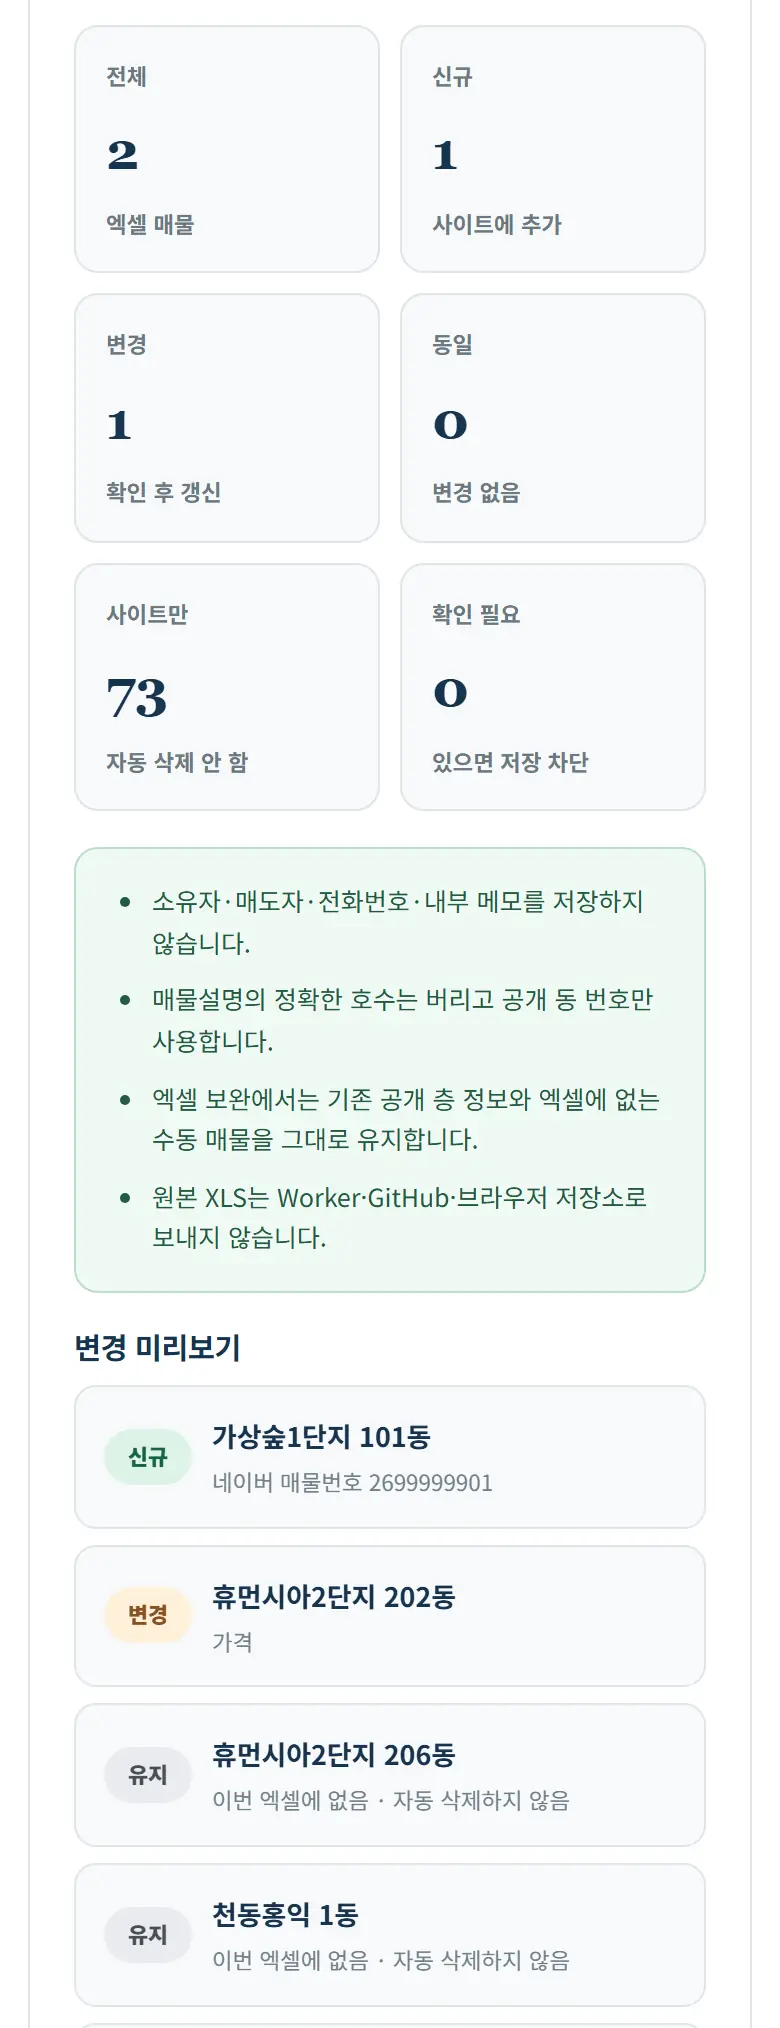 전체
2
엑셀 매물
신규
1
사이트에 추가
변경
1
확인 후 갱신
동일
0
변경 없음
사이트만
73
자동 삭제 안 함
확인 필요
0
있으면 저장 차단
• 소유자·매도자·전화번호·내부 메모를 저장하지
않습니다.
• 매물설명의 정확한 호수는 버리고 공개 동 번호만
사용합니다.
• 엑셀 보완에서는 기존 공개 층 정보와 엑셀에 없는
수동 매물을 그대로 유지합니다.
• 원본 XLS는 Worker·GitHub·브라우저 저장소로
보내지 않습니다.
변경 미리보기
신규
가상숲1단지 101동
네이버 매물번호 2699999901
변경
휴먼시아2단지 202동
가격
유지
휴먼시아2단지 206동
이번 엑셀에 없음 · 자동 삭제하지 않음
유지
천동홍익 1동
이번 엑셀에 없음 · 자동 삭제하지 않음